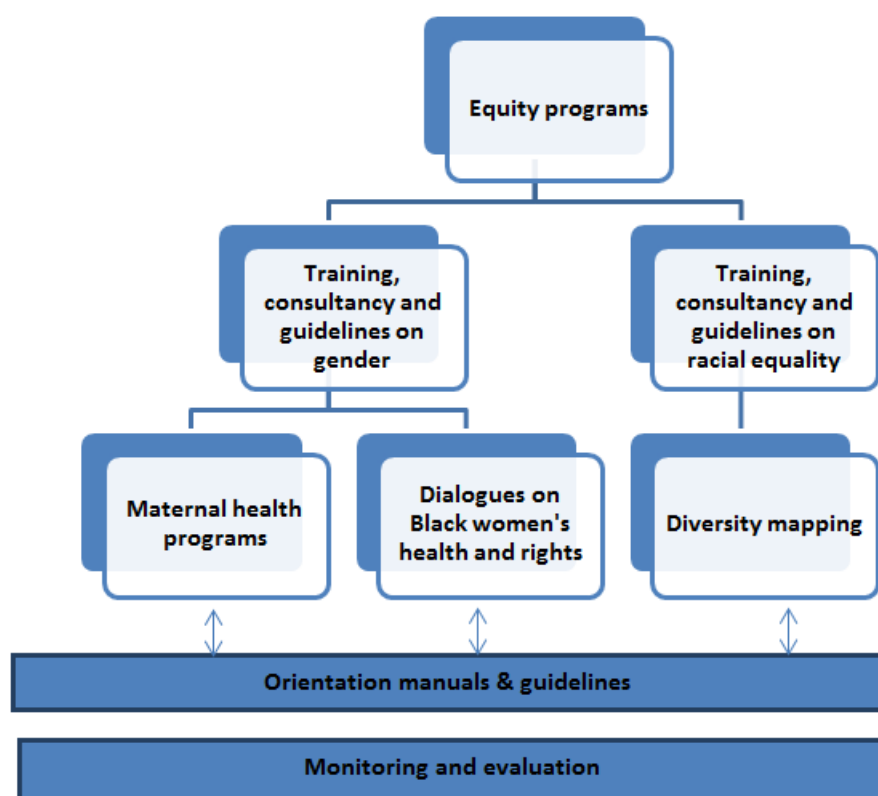 Equity programs
Training,
consultancy and
guidelines on
gender
Training,
consultancy and
guidelines on
racial equality
Maternal health
programs
Dialogues on
Black women's
health and rights
Diversity mapping
Orientation manuals & guidelines
Monitoring and evaluation